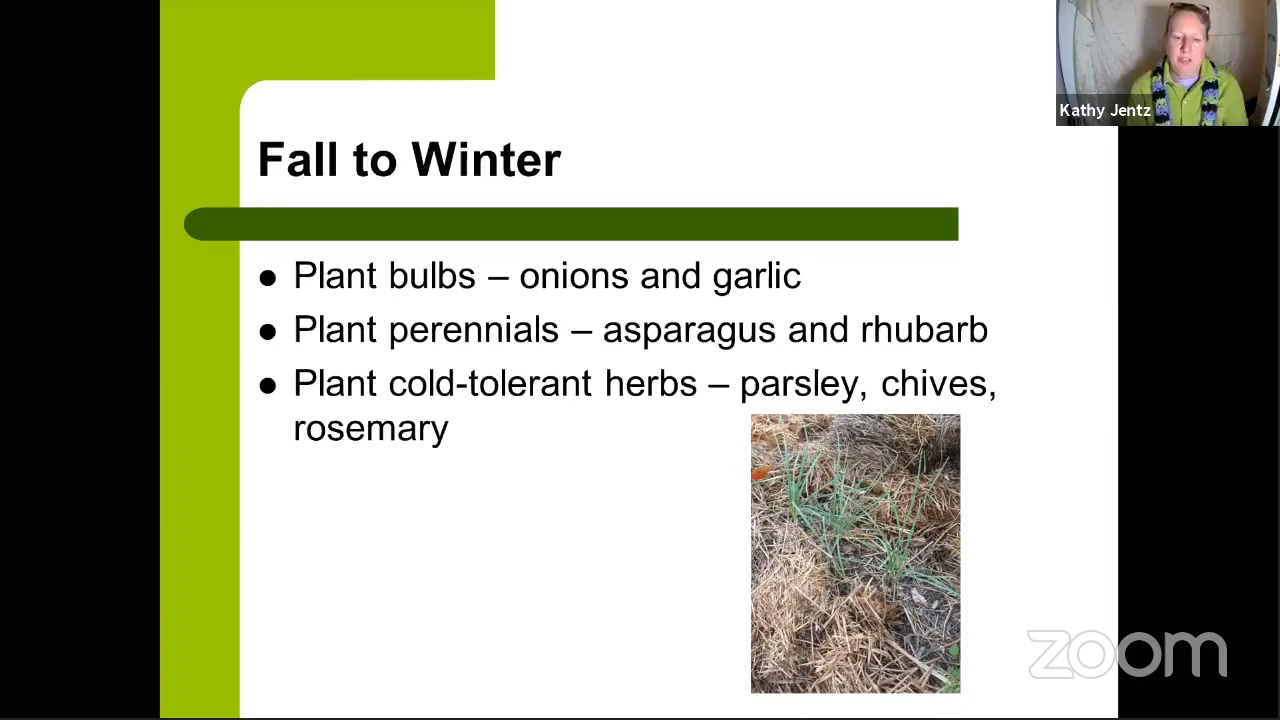 Kathy Jentz
Fall to Winter
● Plant bulbs – onions and garlic
● Plant perennials – asparagus and rhubarb
● Plant cold-tolerant herbs – parsley, chives,
rosemary
zoom